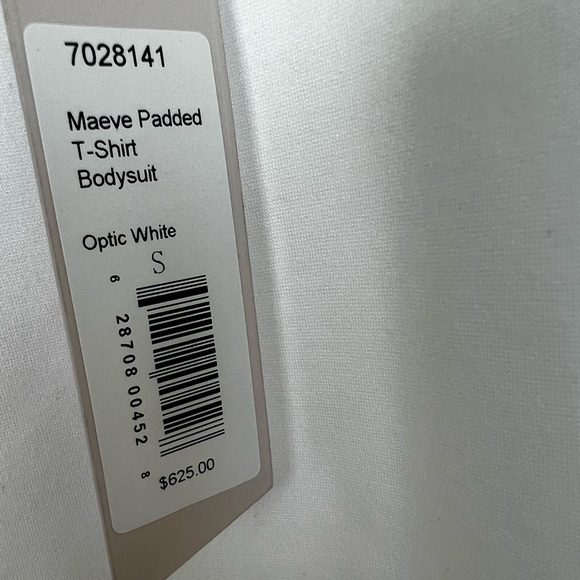 7028141
Maeve Padded
T-Shirt
Bodysuit
Optic White
S
6 28708 00452 8
$625.00